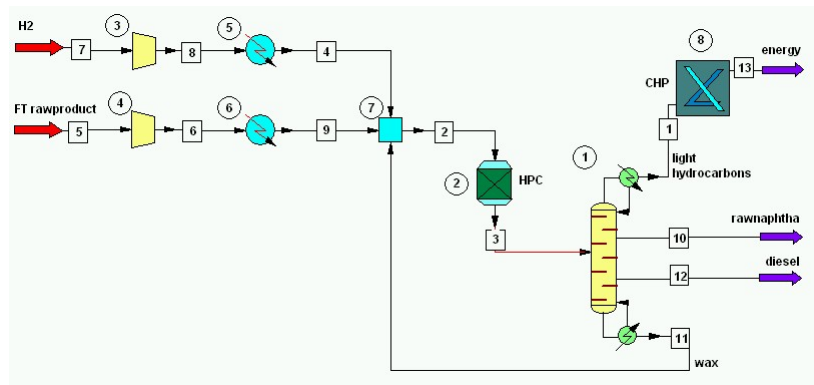 H2
3
5
8
7
8
4
energy
13
CHP
FT rawproduct
4
6
7
5
6
9
2
1
1
light
hydrocarbons
2
HPC
rawnaphtha
3
10
diesel
12
11
wax